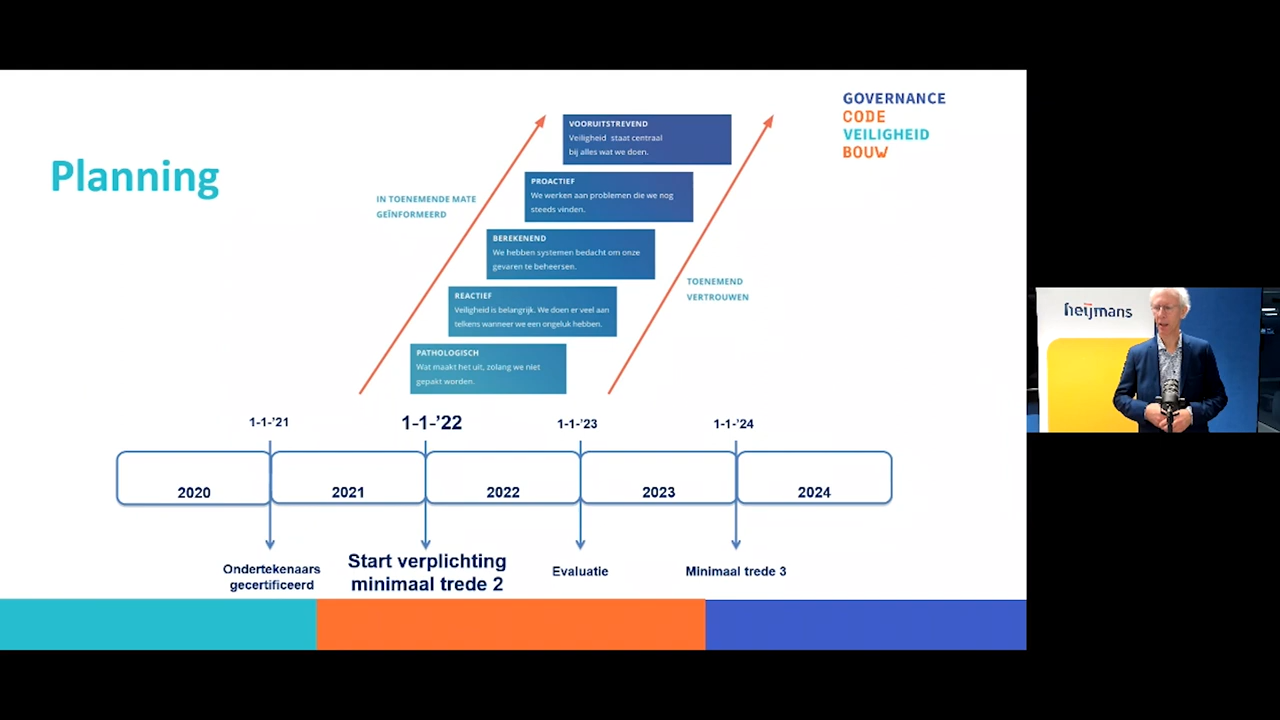 Planning
GOVERNANCE
CODE
VEILIGHEID
BOUW
VOORUITSTREVEND
Veiligheid staat centraal
bij alles wat we doen.
PROACTIEF
We werken aan problemen die we nog
steeds vinden.
IN TOENEMENDE MATE
GEÏNFORMEERD
BEREKENEND
We hebben systemen bedacht om onze
gevaren te beheersen.
TOENEMEND
VERTROUWEN
REACTIEF
Veiligheid is belangrijk. We doen er veel aan
telkens wanneer we een ongeluk hebben.
PATHOLOGISCH
Wat maakt het uit, zolang we niet
gepakt worden.
1-1-'21
1-1-'22
1-1-'23
1-1-'24
2020
2021
2022
2023
2024
Ondertekenaars
gecertificeerd
Start verplichting
minimaal trede 2
Evaluatie
Minimaal trede 3
heijmans